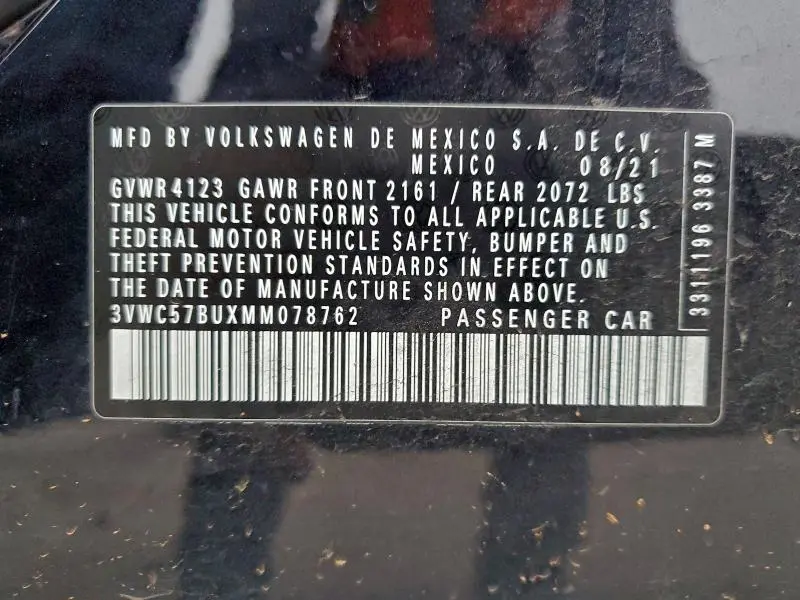 MFD BY VOLKSWAGEN DE MEXICO S.A. DE C.V.
MEXICO 08/21
GVWR 4123 GAWR FRONT 2161 / REAR 2072 LBS
THIS VEHICLE CONFORMS TO ALL APPLICABLE U.S.
FEDERAL MOTOR VEHICLE SAFETY, BUMPER AND
THEFT PREVENTION STANDARDS IN EFFECT ON
THE DATE OF MANUFACTURE SHOWN ABOVE.
3VWC57BUXMM078762 PASSENGER CAR
3311196 3387 M